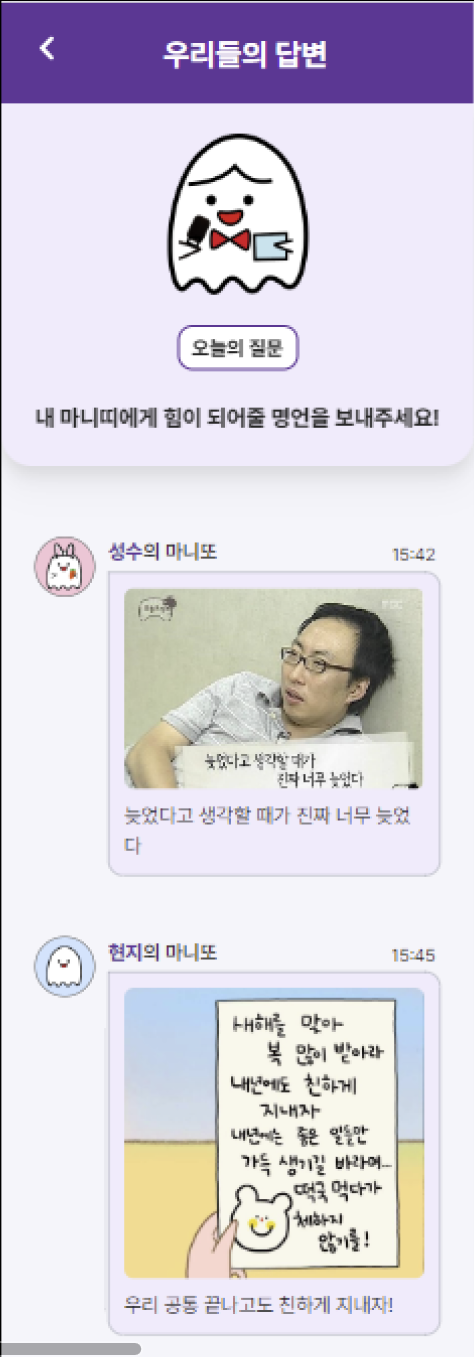 우리들의 답변
오늘의 질문
내 마니띠에게 힘이 되어줄 명언을 보내주세요!
성수의 마니또
15:42
MBC
늦었다고 생각할 때가
진짜 너무 늦었다
늦었다고 생각할 때가 진짜 너무 늦었
다
현지의 마니또
15:45
새해를 맞아
복 많이 받아라
내년에도 친하게
지내자
내년에는 좋은 일들만
가득 생기길 바라며...
떡국 먹다가
체하지
않기를!
우리 공통 끝나고도 친하게 지내자!